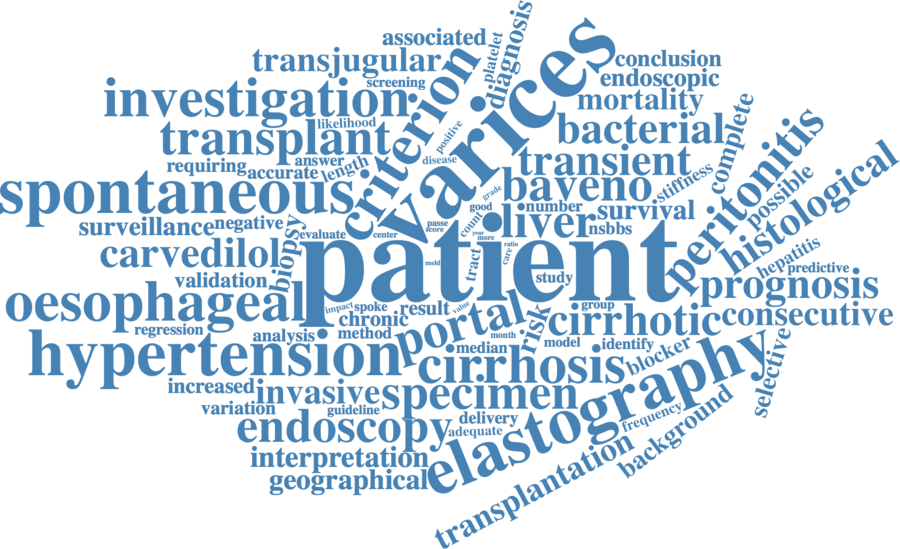 associated
platelet
diagnosis
varices
conclusion
transjugular
criterion
endoscopic
screening
investigation
mortality
likelihood
positive
bacterial
complete
peritonitis
transplant
disease
transient
stiffness
possible
histological
requiring
answer
accurate
length
grade
baveno
spontaneous
good
number
survival
surveillance
negative
count
liver
nsbbs
evaluate
center
passe
score
year
more
patient
ratio
care
carvedilol
biopsy
meld
tract
study
hepatitis
predictive
validation
prognosis
oesophageal
impact
spoke
result
value
group
chronic
portal
risk
cirrhotic
consecutive
regression
analysis
method
month
hypertension
median
model
identify
blocker
selective
cirrhosis
elastography
increased
invasive
specimen
variation
guideline
delivery
frequency
background
endoscopy
adequate
interpretation
transplantation
geographical